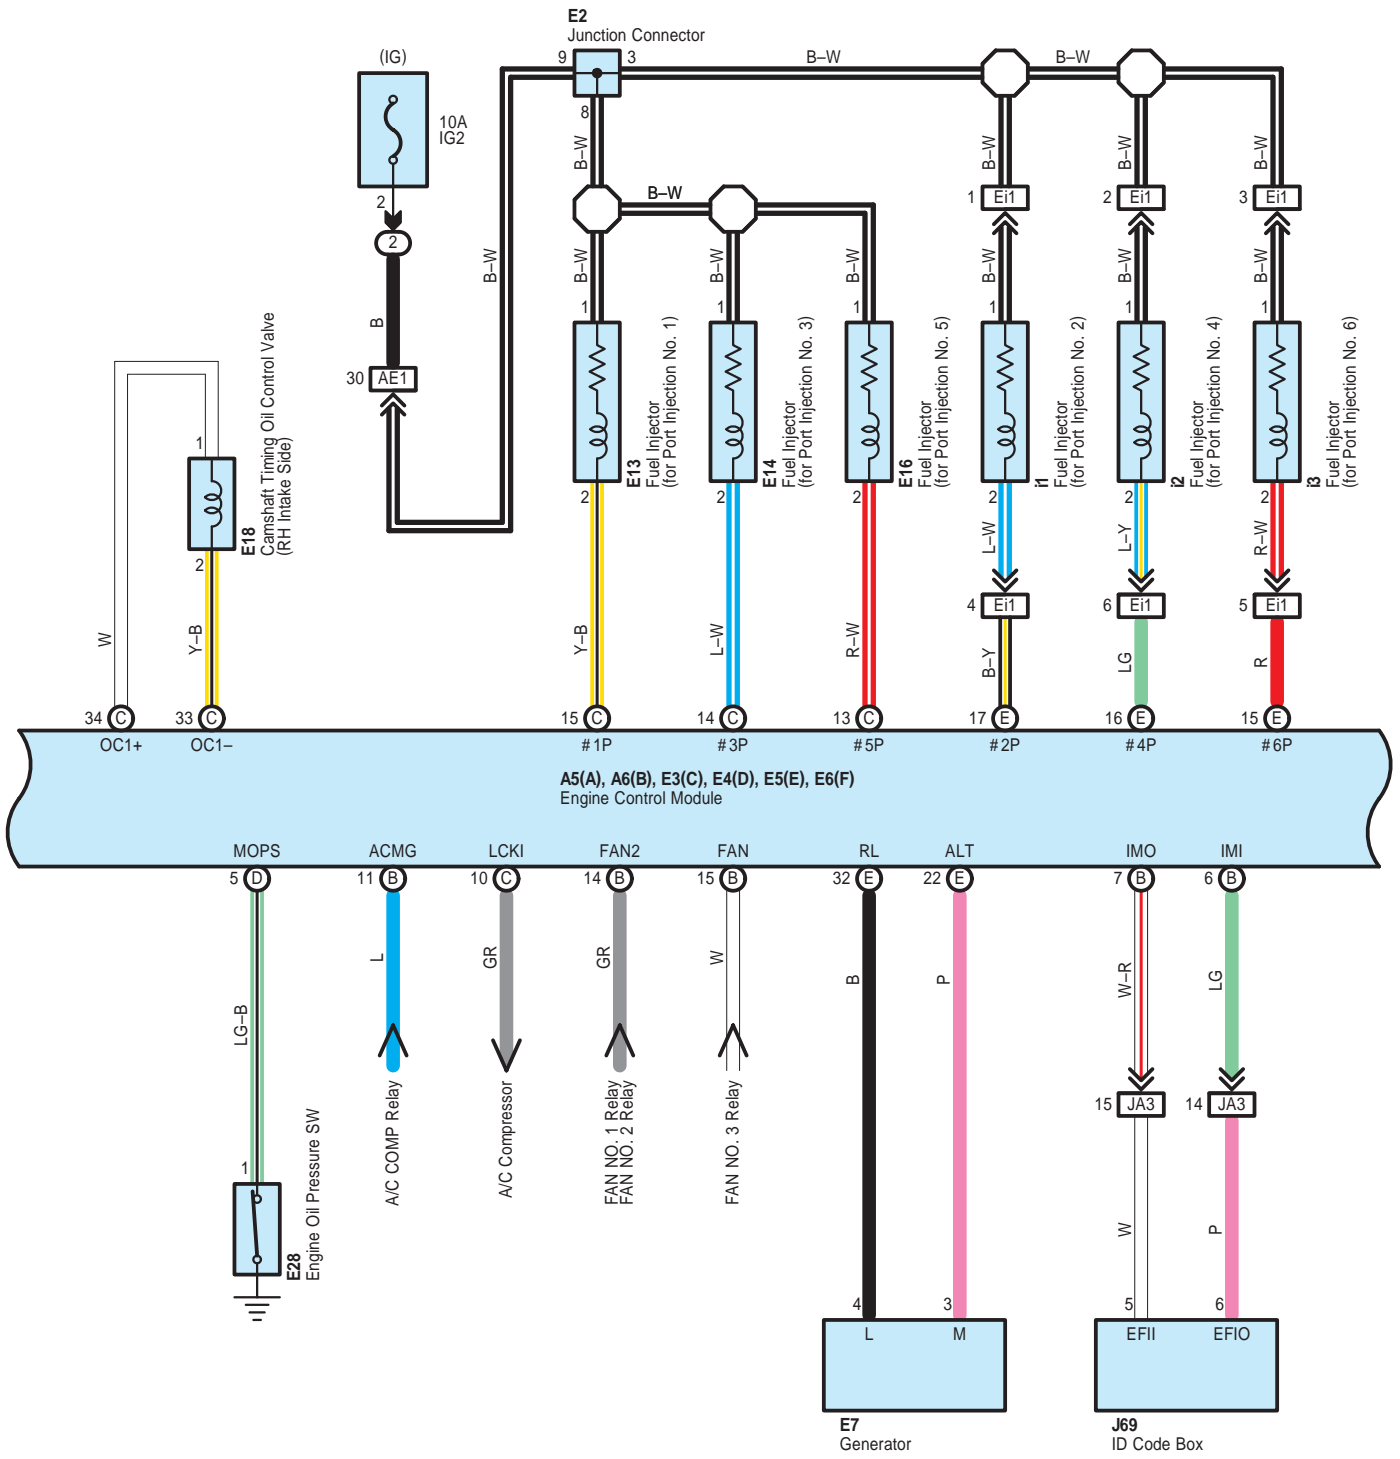 E2
Junction Connector
(IG)
9
3
B–W
B–W
10A
IG2
8
B–W
B–W
B–W
B–W
2
B–W
1
Ei1
2
Ei1
3
Ei1
2
B–W
B–W
B–W
B–W
B–W
B–W
B–W
B
1
1
1
1
1
1
30
AE1
E13
Fuel Injector
(for Port Injection No. 1)
E14
Fuel Injector
(for Port Injection No. 3)
E16
Fuel Injector
(for Port Injection No. 5)
i1
Fuel Injector
(for Port Injection No. 2)
i2
Fuel Injector
(for Port Injection No. 4)
i3
Fuel Injector
(for Port Injection No. 6)
1
E18
Camshaft Timing Oil Control Valve
(RH Intake Side)
2
2
2
2
2
2
2
L–W
L–Y
R–W
4
Ei1
6
Ei1
5
Ei1
W
Y–B
Y–B
L–W
R–W
B–Y
LG
R
34
C
33
C
15
C
14
C
13
C
17
E
16
E
15
E
OC1+
OC1–
#1P
#3P
#5P
#2P
#4P
#6P
A5(A), A6(B), E3(C), E4(D), E5(E), E6(F)
Engine Control Module
MOPS
ACMG
LCKI
FAN2
FAN
RL
ALT
IMO
IMI
5
D
11
B
10
C
14
B
15
B
32
E
22
E
7
B
6
B
LG–B
L
GR
GR
W
B
P
W–R
LG
A/C COMP Relay
A/C Compressor
FAN NO. 1 Relay
FAN NO. 2 Relay
FAN NO. 3 Relay
15
JA3
14
JA3
1
E28
Engine Oil Pressure SW
W
P
4
3
5
6
L
M
EFII
EFIO
E7
Generator
J69
ID Code Box